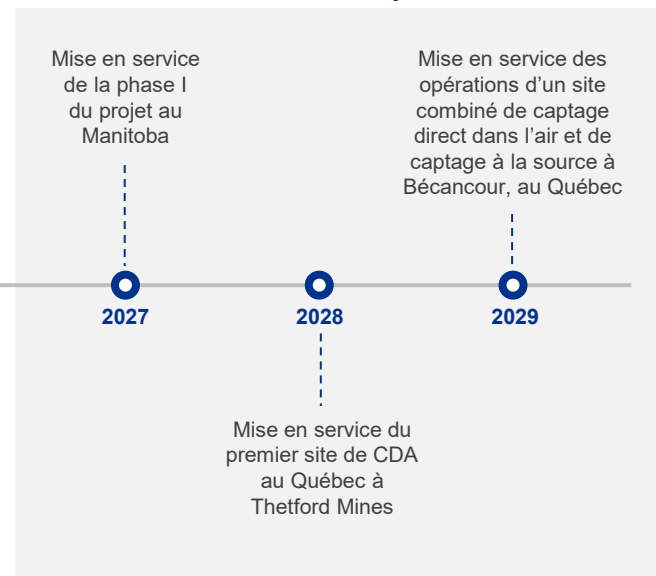 Mise en service
de la phase I
du projet au
Manitoba
Mise en service des
opérations d'un site
combiné de captage
direct dans l'air et de
captage à la source à
Bécancour, au Québec
2027
2028
2029
Mise en service du
premier site de CDA
au Québec à
Thetford Mines